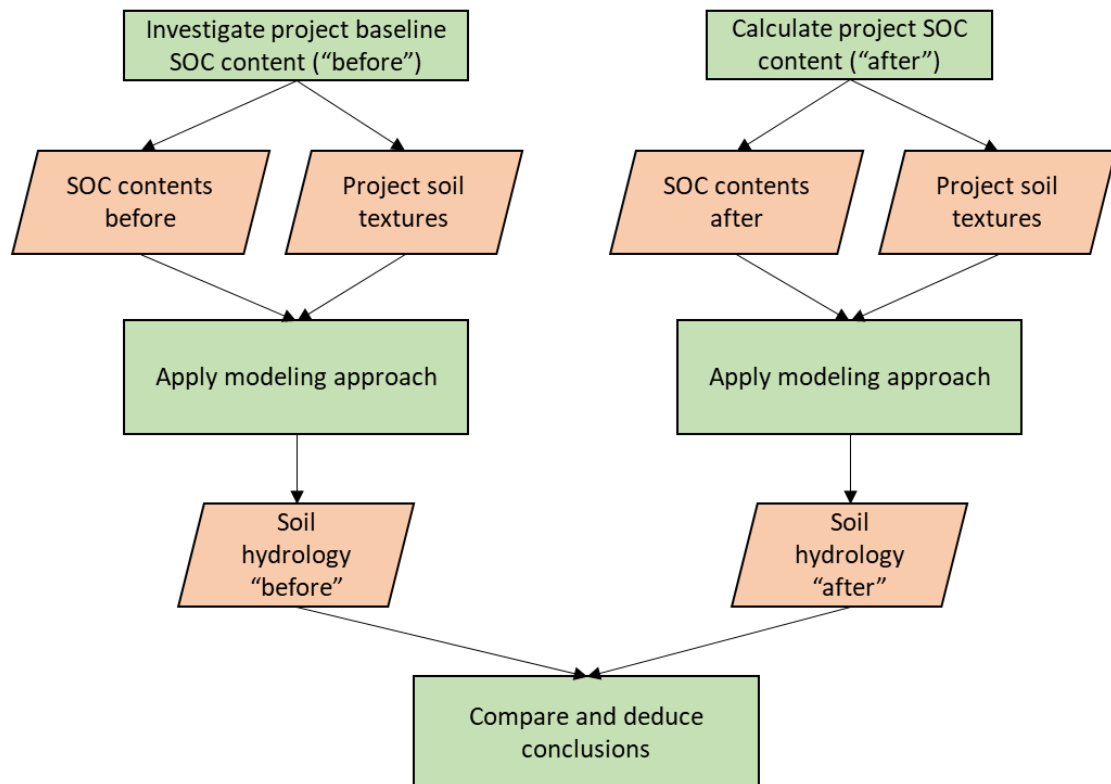 Investigate project baseline
SOC content (“before”)
Calculate project SOC
content (“after”)
SOC contents
before
Project soil
textures
SOC contents
after
Project soil
textures
Apply modeling approach
Apply modeling approach
Soil
hydrology
“before”
Soil
hydrology
“after”
Compare and deduce
conclusions